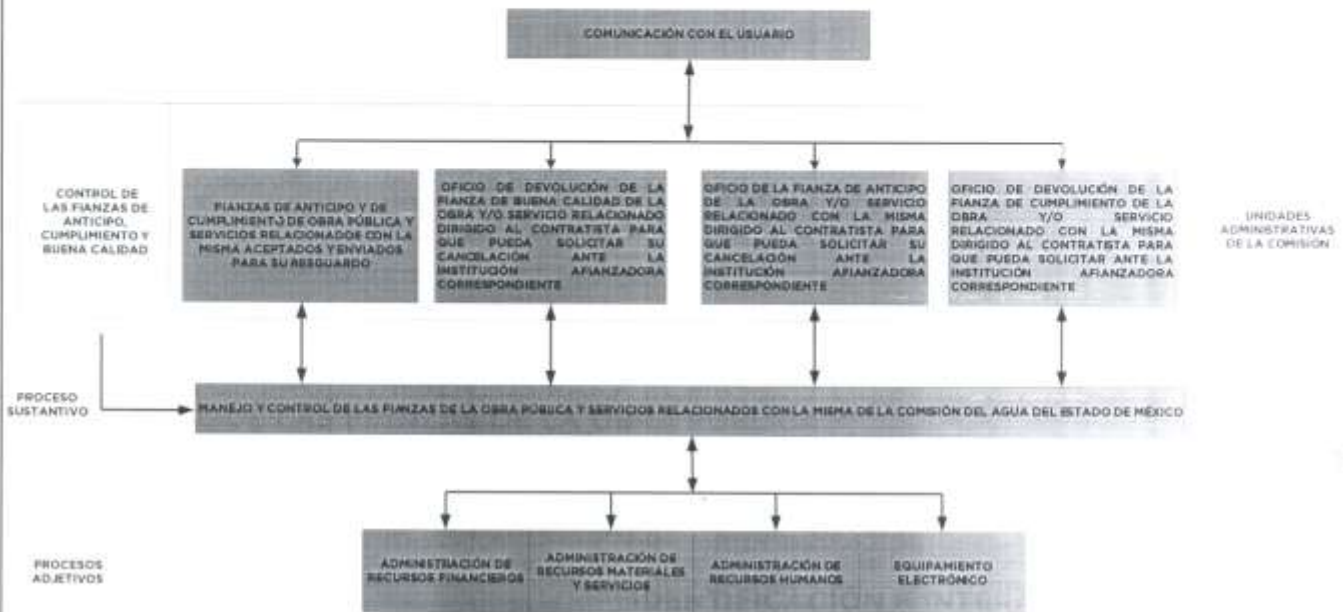 COMUNICACIÓN CON EL USUARIO
CONTROL DE
LAS FIANZAS DE
ANTICIPO,
CUMPLIMIENTO Y
BUENA CALIDAD
FIANZAS DE ANTICIPO Y DE
CUMPLIMIENTO DE OBRA PÚBLICA Y
SERVICIOS RELACIONADOS CON LA
MISMA ACEPTADOS Y ENVIADOS
PARA SU RESGUARDO
OFICIO DE DEVOLUCIÓN DE LA
FIANZA DE BUENA CALIDAD DE LA
OBRA Y/O SERVICIO RELACIONADO
DIRIGIDO AL CONTRATISTA PARA
QUE PUEDA SOLICITAR SU
CANCELACIÓN ANTE LA
INSTITUCIÓN AFIANZADORA
CORRESPONDIENTE
OFICIO DE LA FIANZA DE ANTICIPO
DE LA OBRA Y/O SERVICIO
RELACIONADO CON LA MISMA
DIRIGIDO AL CONTRATISTA PARA
QUE PUEDA SOLICITAR SU
CANCELACIÓN ANTE LA
INSTITUCIÓN AFIANZADORA
CORRESPONDIENTE
OFICIO DE DEVOLUCIÓN DE LA
FIANZA DE CUMPLIMIENTO DE LA
OBRA Y/O SERVICIO
RELACIONADO CON LA MISMA
DIRIGIDO AL CONTRATISTA PARA
QUE PUEDA SOLICITAR ANTE LA
INSTITUCIÓN AFIANZADORA
CORRESPONDIENTE
UNIDADES
ADMINISTRATIVAS
DE LA COMISIÓN
PROCESO
SUSTANTIVO
MANEJO Y CONTROL DE LAS FIANZAS DE LA OBRA PÚBLICA Y SERVICIOS RELACIONADOS CON LA MISMA DE LA COMISIÓN DEL AGUA DEL ESTADO DE MÉXICO
PROCESOS
ADJETIVOS
ADMINISTRACIÓN DE
RECURSOS FINANCIEROS
ADMINISTRACIÓN DE
RECURSOS MATERIALES
Y SERVICIOS
ADMINISTRACIÓN DE
RECURSOS HUMANOS
EQUIPAMIENTO
ELECTRÓNICO